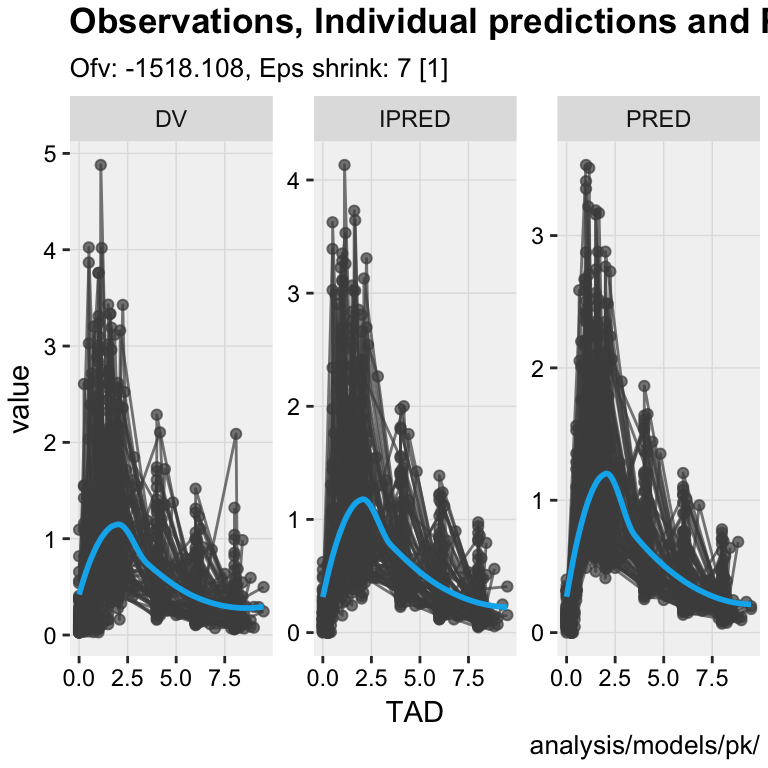 Observations, Individual predictions and
Ofv: -1518.108, Eps shrink: 7 [1]
DV IPRED PRED
5
4
3
2
1
0
4
3
2
1
0
3
2
1
0
value
0.0 2.5 5.0 7.5 0.0 2.5 5.0 7.5 0.0 2.5 5.0 7.5
TAD
analysis/models/pk/